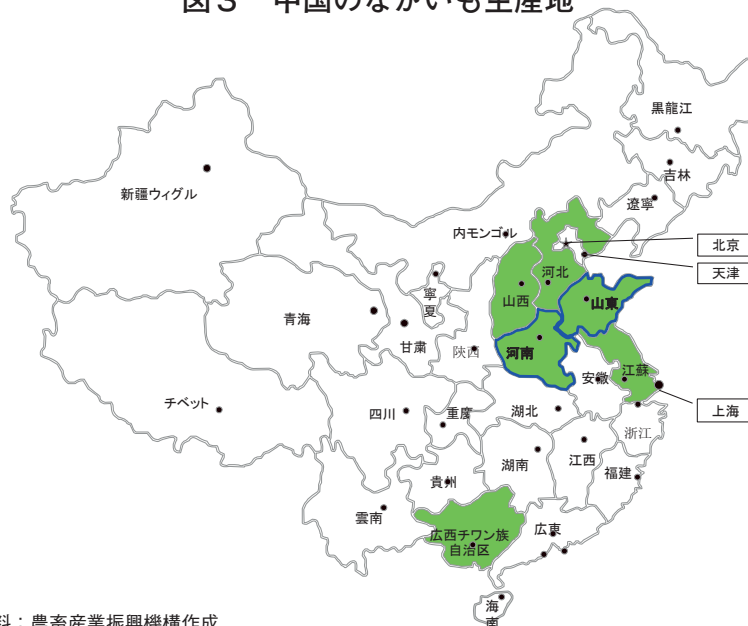 図3 中国のながいも生産地
黒龍江
吉林
遼寧
新疆ウィグル
内モンゴル
北京
天津
河北
山西
山東
寧
夏
青海
甘粛
陝西
河南
江蘇
安徽
上海
チベット
四川
重慶
湖北
浙江
湖南
江西
福建
貴州
雲南
広西チワン族
自治区
広東
海
南
料：農畜産業振興機構作成